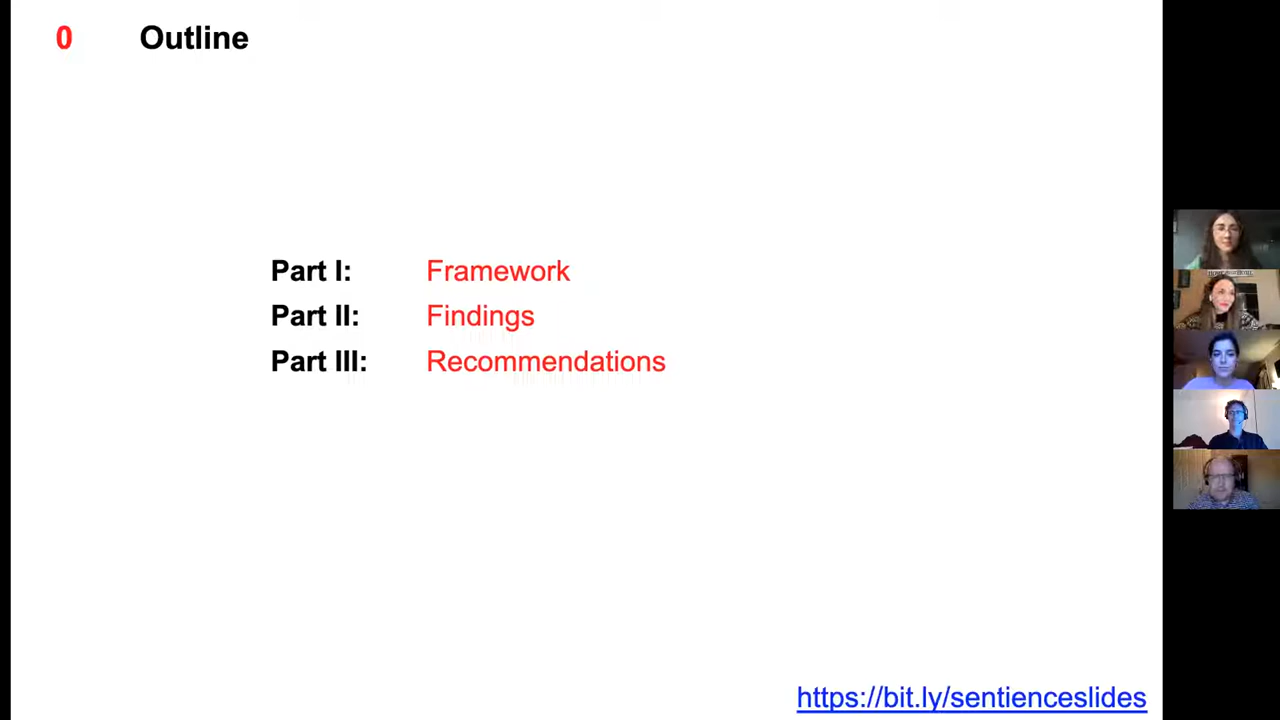 0 Outline
Part I: Framework
Part II: Findings
Part III: Recommendations
https://bit.ly/sentienceslides